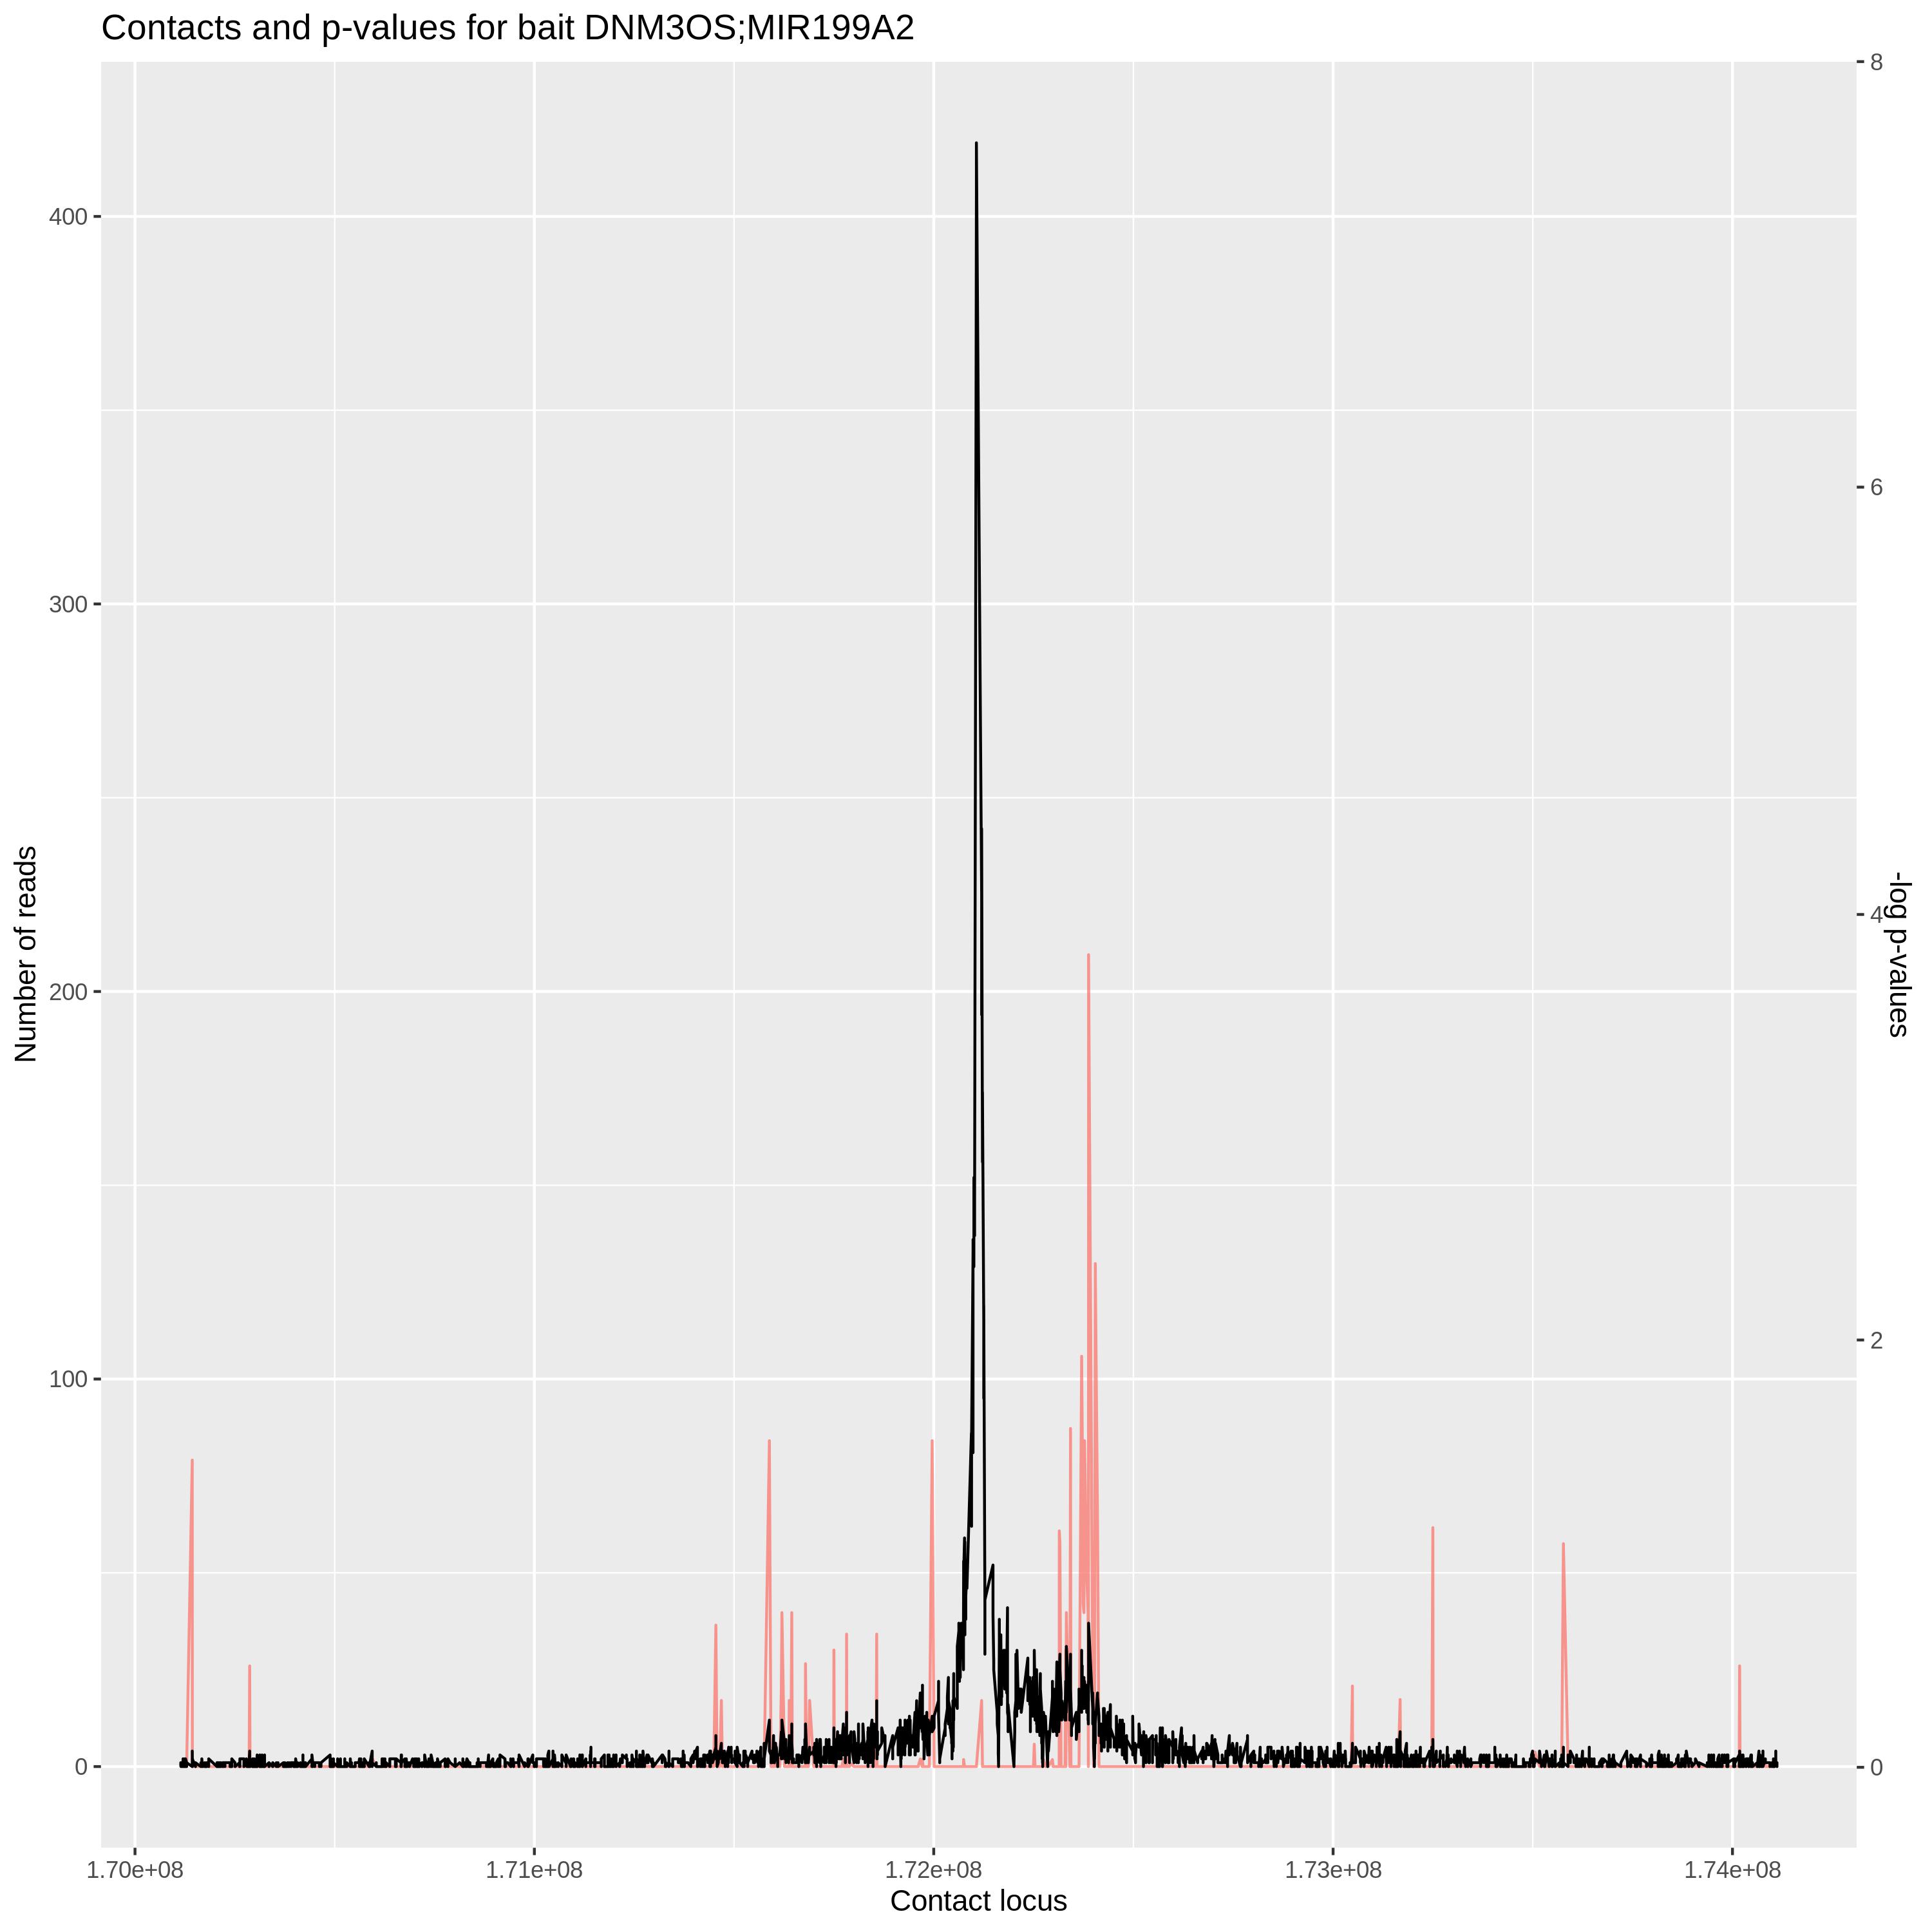 Contacts and p-values for bait DNM3OS;MIR199A2
8
400
6
300
Number of reads
-log p-values
4
200
2
100
0
0
1.70e+08 1.71e+08 1.72e+08 1.73e+08 1.74e+08
Contact locus